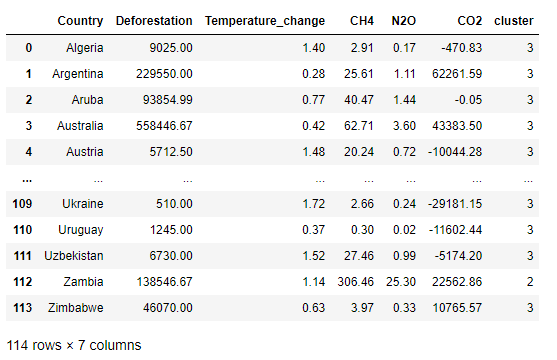 Country Deforestation Temperature_change CH4 N2O CO2 cluster
0 Algeria 9025.00 1.40 2.91 0.17 -470.83 3
1 Argentina 229550.00 0.28 25.61 1.11 62261.59 3
2 Aruba 93854.99 0.77 40.47 1.44 -0.05 3
3 Australia 558446.67 0.42 62.71 3.60 43383.50 3
4 Austria 5712.50 1.48 20.24 0.72 -10044.28 3
... ... ... ... ... ... ... ...
109 Ukraine 510.00 1.72 2.66 0.24 -29181.15 3
110 Uruguay 1245.00 0.37 0.30 0.02 -11602.44 3
111 Uzbekistan 6730.00 1.52 27.46 0.99 -5174.20 3
112 Zambia 138546.67 1.14 306.46 25.30 22562.86 2
113 Zimbabwe 46070.00 0.63 3.97 0.33 10765.57 3
114 rows × 7 columns